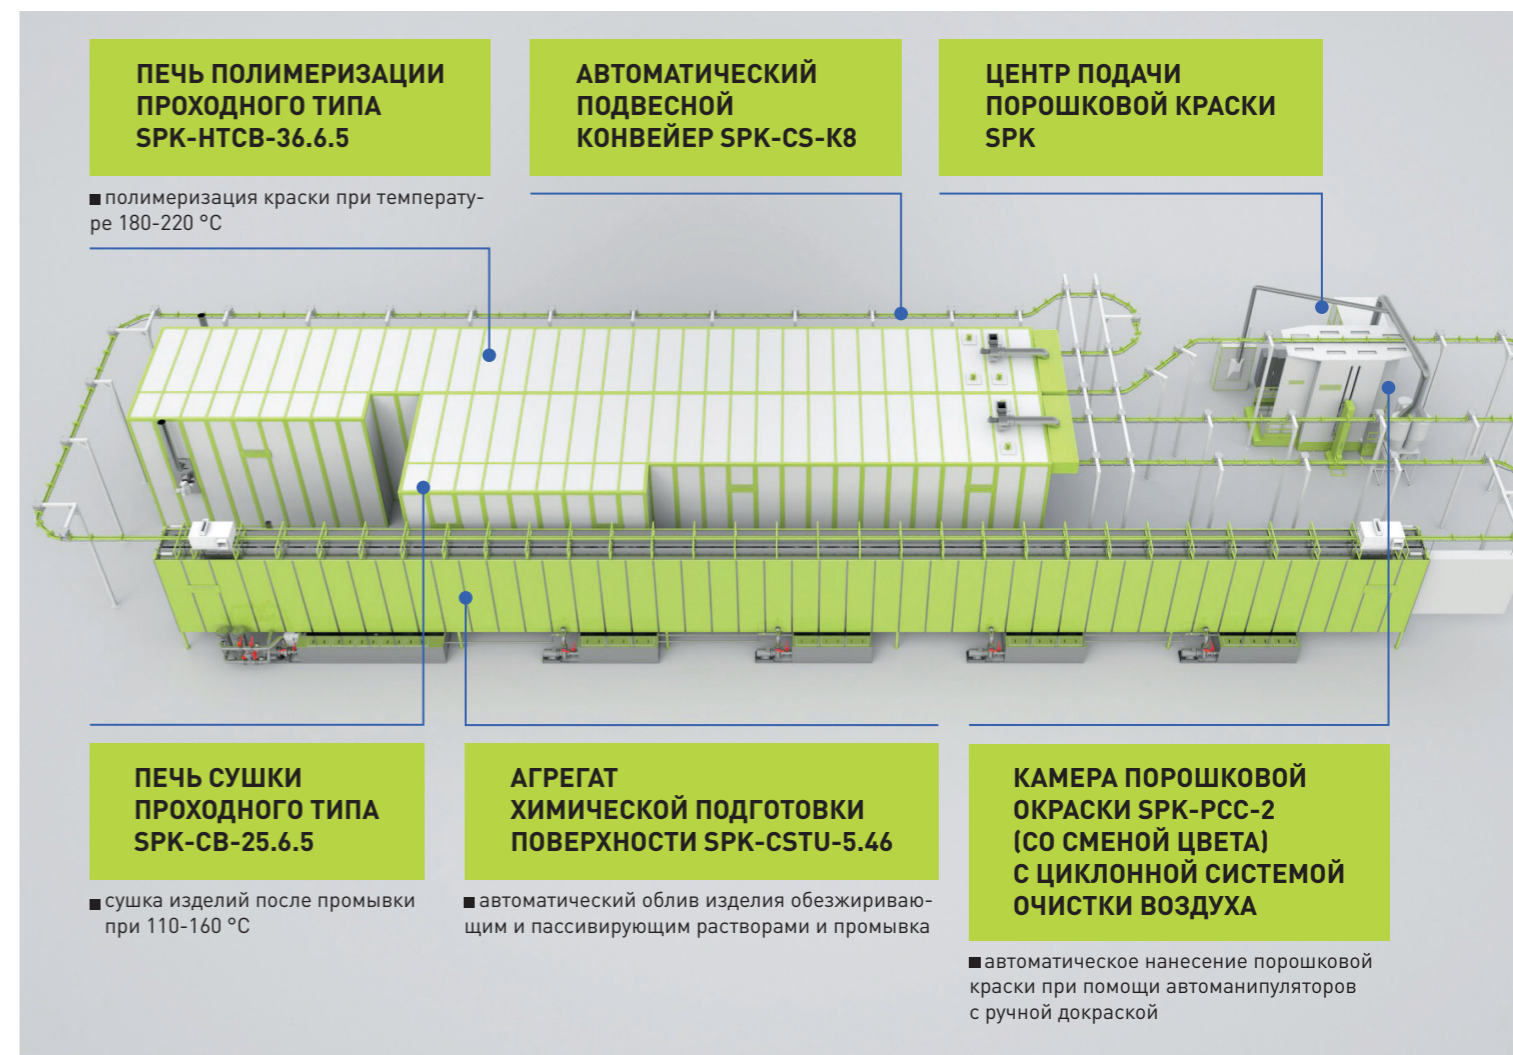 ПЕЧЬ ПОЛИМЕРИЗАЦИИ
ПРОХОДНОГО ТИПА
SPK-HTCB-36.6.5
полимеризация краски при температу-
ре 180-220 °C
АВТОМАТИЧЕСКИЙ
ПОДВЕСНОЙ
КОНВЕЙЕР SPK-CS-K8
ЦЕНТР ПОДАЧИ
ПОРОШКОВОЙ КРАСКИ
SPK
ПЕЧЬ СУШКИ
ПРОХОДНОГО ТИПА
SPK-CB-25.6.5
сушка изделий после промывки
при 110-160 °C
АГРЕГАТ
ХИМИЧЕСКОЙ ПОДГОТОВКИ
ПОВЕРХНОСТИ SPK-CSTU-5.46
автоматический облив изделия обезжириваю-
щим и пассивирующим растворами и промывка
КАМЕРА ПОРОШКОВОЙ
ОКРАСКИ SPK-PCC-2
(СО СМЕНОЙ ЦВЕТА)
С ЦИКЛОННОЙ СИСТЕМОЙ
ОЧИСТКИ ВОЗДУХА
автоматическое нанесение порошковой
краски при помощи автоманипуляторов
с ручной докраской